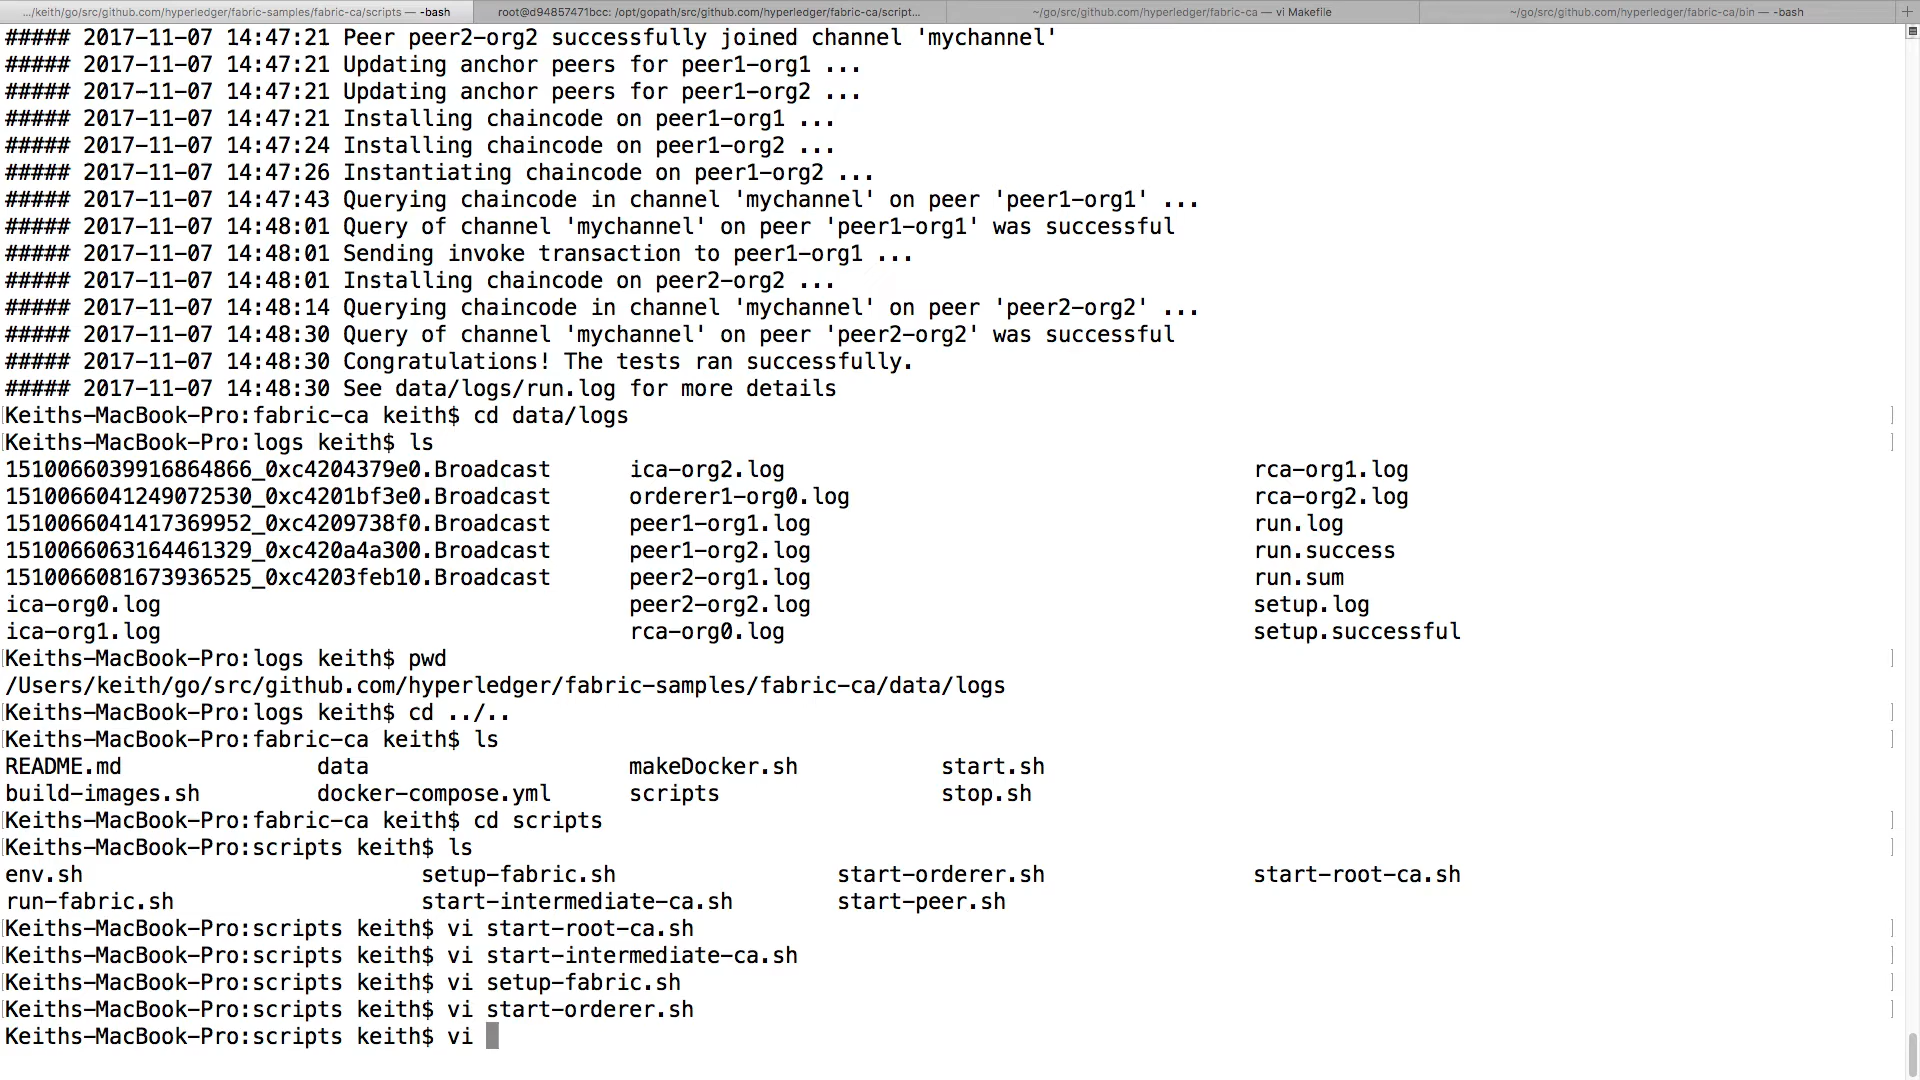 .../keith/go/src/github.com/hyperledger/fabric-samples/fabric-ca/scripts — -bash
root@d94857471bcc: /opt/gopath/src/github.com/hyperledger/fabric-ca/script...
~/go/src/github.com/hyperledger/fabric-ca — vi Makefile
~/go/src/github.com/hyperledger/fabric-ca/bin — -bash
##### 2017-11-07 14:47:21 Peer peer2-org2 successfully joined channel 'mychannel'
##### 2017-11-07 14:47:21 Updating anchor peers for peer1-org1 ...
##### 2017-11-07 14:47:21 Updating anchor peers for peer1-org2 ...
##### 2017-11-07 14:47:21 Installing chaincode on peer1-org1 ...
##### 2017-11-07 14:47:24 Installing chaincode on peer1-org2 ...
##### 2017-11-07 14:47:26 Instantiating chaincode on peer1-org2 ...
##### 2017-11-07 14:47:43 Querying chaincode in channel 'mychannel' on peer 'peer1-org1' ...
##### 2017-11-07 14:48:01 Query of channel 'mychannel' on peer 'peer1-org1' was successful
##### 2017-11-07 14:48:01 Sending invoke transaction to peer1-org1 ...
##### 2017-11-07 14:48:01 Installing chaincode on peer2-org2 ...
##### 2017-11-07 14:48:14 Querying chaincode in channel 'mychannel' on peer 'peer2-org2' ...
##### 2017-11-07 14:48:30 Query of channel 'mychannel' on peer 'peer2-org2' was successful
##### 2017-11-07 14:48:30 Congratulations! The tests ran successfully.
##### 2017-11-07 14:48:30 See data/logs/run.log for more details
[Keiths-MacBook-Pro:fabric-ca keith$ cd data/logs ]
[Keiths-MacBook-Pro:logs keith$ ls ]
1510066039916864866_0xc4204379e0.Broadcast ica-org2.log rca-org1.log
1510066041249072530_0xc4201bf3e0.Broadcast orderer1-org0.log rca-org2.log
1510066041417369952_0xc4209738f0.Broadcast peer1-org1.log run.log
1510066063164461329_0xc420a4a300.Broadcast peer1-org2.log run.success
1510066081673936525_0xc4203feb10.Broadcast peer2-org1.log run.sum
ica-org0.log peer2-org2.log setup.log
ica-org1.log rca-org0.log setup.successful
[Keiths-MacBook-Pro:logs keith$ pwd ]
/Users/keith/go/src/github.com/hyperledger/fabric-samples/fabric-ca/data/logs
[Keiths-MacBook-Pro:logs keith$ cd ../.. ]
[Keiths-MacBook-Pro:fabric-ca keith$ ls ]
README.md data makeDocker.sh start.sh
build-images.sh docker-compose.yml scripts stop.sh
[Keiths-MacBook-Pro:fabric-ca keith$ cd scripts ]
[Keiths-MacBook-Pro:scripts keith$ ls ]
env.sh setup-fabric.sh start-orderer.sh start-root-ca.sh
run-fabric.sh start-intermediate-ca.sh start-peer.sh
[Keiths-MacBook-Pro:scripts keith$ vi start-root-ca.sh ]
[Keiths-MacBook-Pro:scripts keith$ vi start-intermediate-ca.sh ]
[Keiths-MacBook-Pro:scripts keith$ vi setup-fabric.sh ]
[Keiths-MacBook-Pro:scripts keith$ vi start-orderer.sh ]
Keiths-MacBook-Pro:scripts keith$ vi